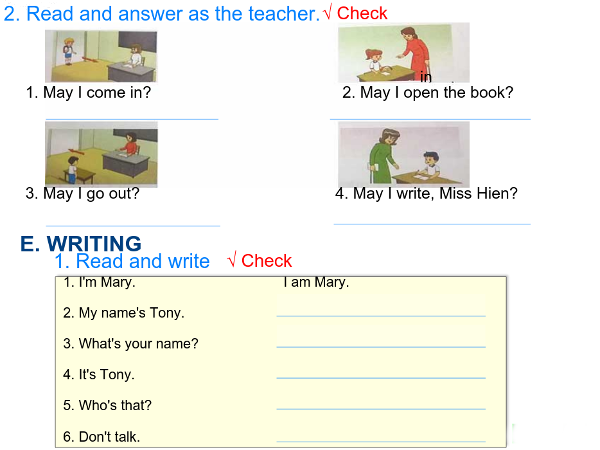 2. Read and answer as the teacher. √ Check
in
1. May I come in?
2. May I open the book?
3. May I go out?
4. May I write, Miss Hien?
E. WRITING
1. Read and write √ Check
1. I'm Mary. I am Mary.
2. My name's Tony.
3. What's your name?
4. It's Tony.
5. Who's that?
6. Don't talk.